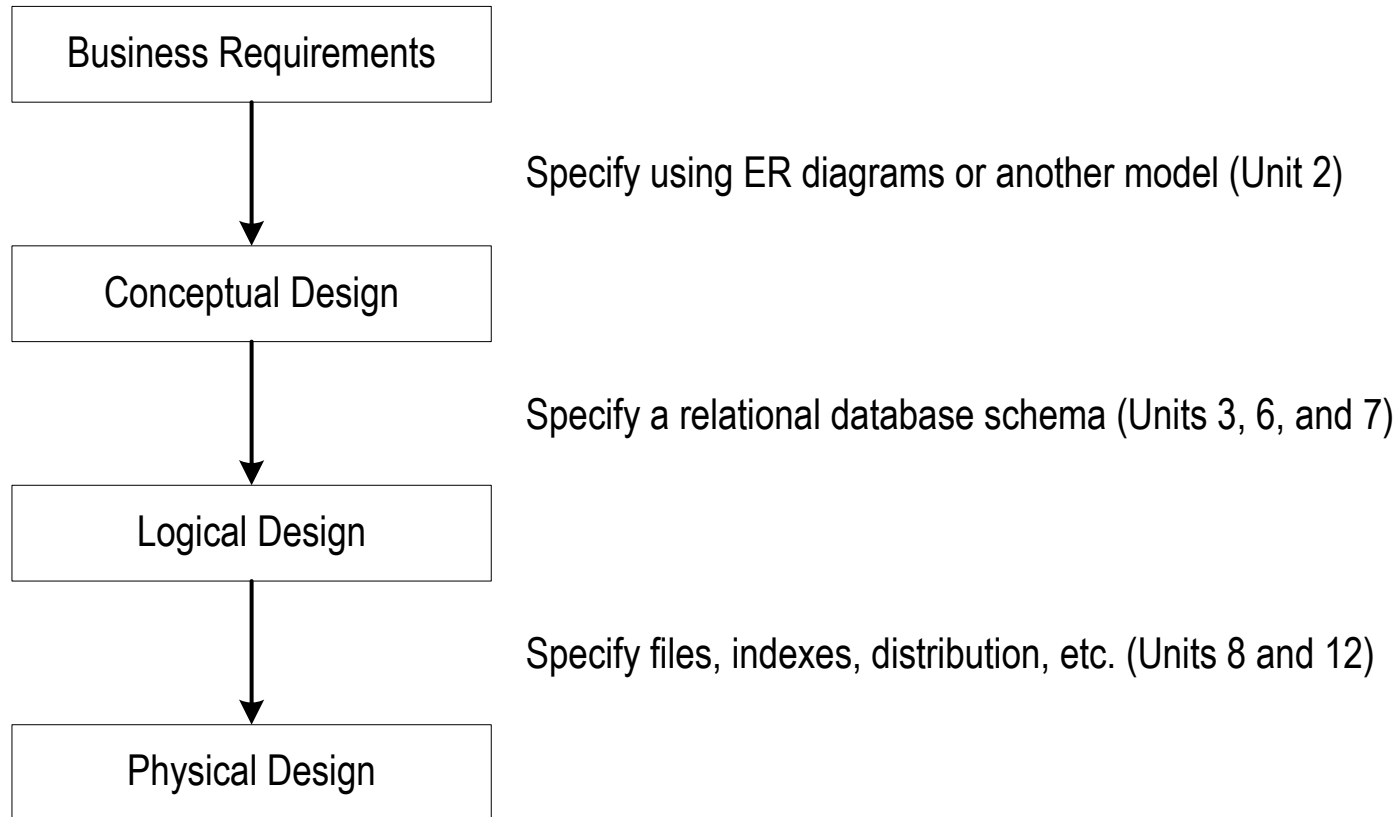 Business Requirements
Specify using ER diagrams or another model (Unit 2)
Conceptual Design
Specify a relational database schema (Units 3, 6, and 7)
Logical Design
Specify files, indexes, distribution, etc. (Units 8 and 12)
Physical Design